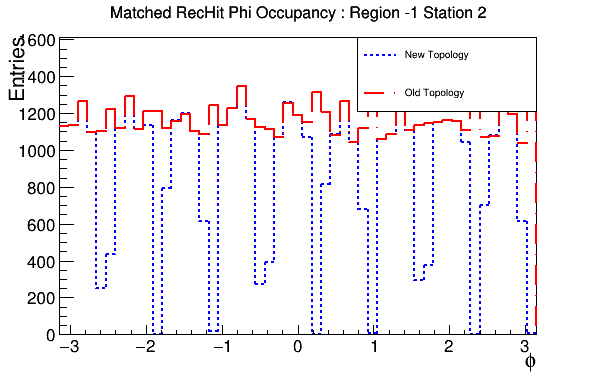 Matched RecHit Phi Occupancy : Region -1 Station 2
Entries
1600
1400
1200
1000
800
600
400
200
0
New Topology
Old Topology
−3 −2 −1 0 1 2 3
ϕ